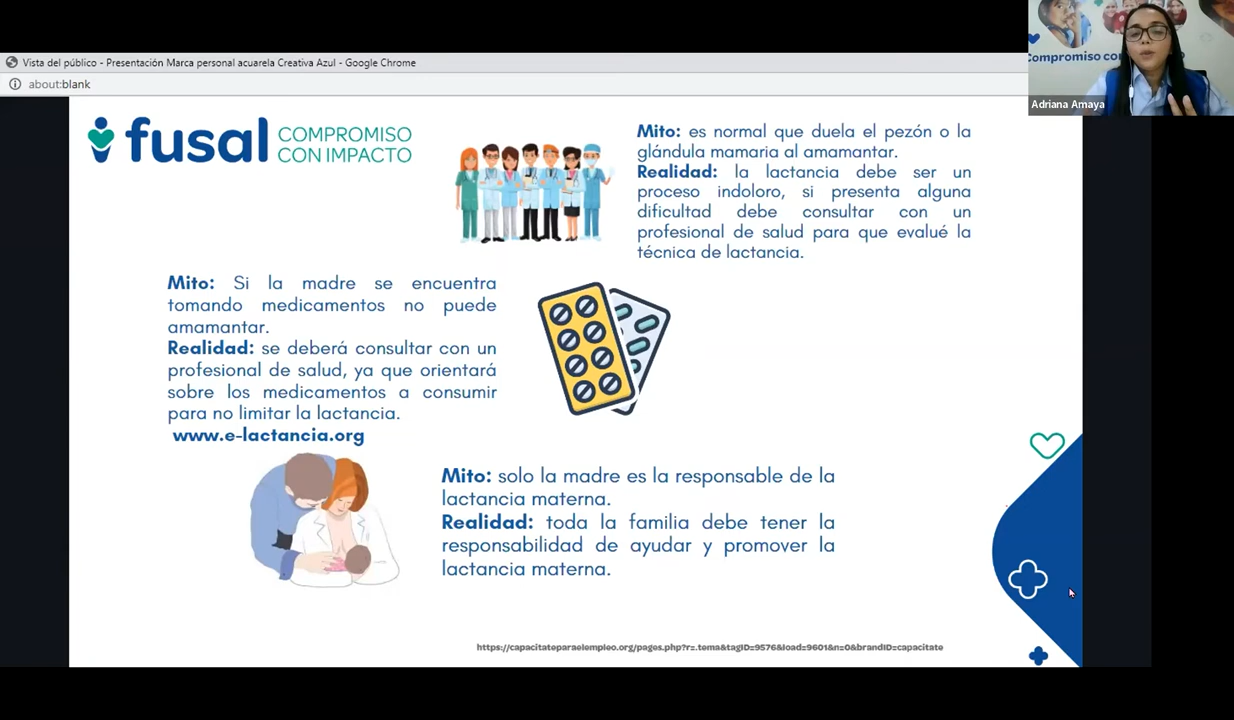 Vista del público - Presentación Marca personal acuarela Creativa Azul - Google Chrome
about:blank
Compromiso co
Adriana Amaya
fusal COMPROMISO
CON IMPACTO
Mito: es normal que duela el pezón o la
glándula mamaria al amamantar.
Realidad: la lactancia debe ser un
proceso indoloro, si presenta alguna
dificultad debe consultar con un
profesional de salud para que evalué la
técnica de lactancia.
Mito: Si la madre se encuentra
tomando medicamentos no puede
amamantar.
Realidad: se deberá consultar con un
profesional de salud, ya que orientará
sobre los medicamentos a consumir
para no limitar la lactancia.
www.e-lactancia.org
Mito: solo la madre es la responsable de la
lactancia materna.
Realidad: toda la familia debe tener la
responsabilidad de ayudar y promover la
lactancia materna.
https://capacitateparaelempleo.org/pages.php?r=.tema&tagID=9576&load=9601&n=0&brandID=capacitate